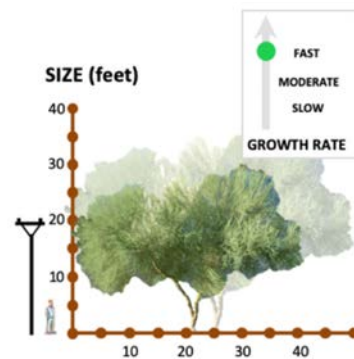 FAST
MODERATE
SLOW
GROWTH RATE
SIZE (feet)
40
30
20
10
10 20 30 40